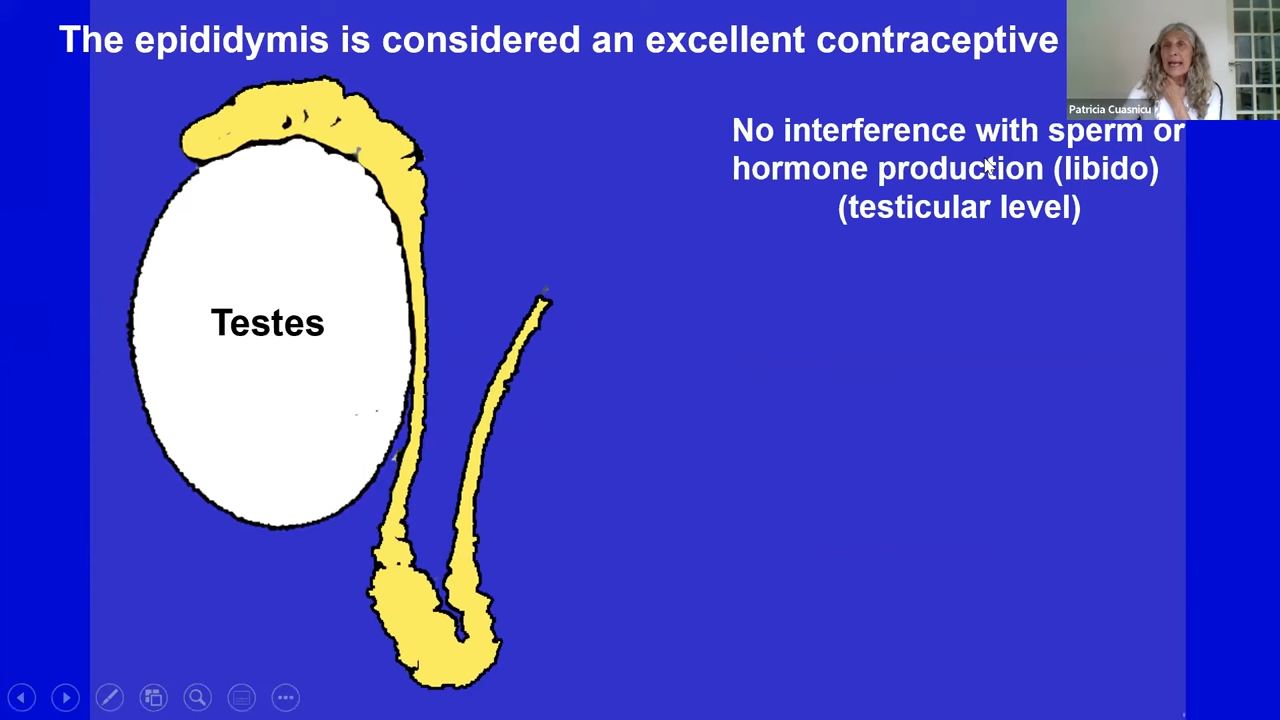 The epididymis is considered an excellent contraceptive
Patricia Cuasnicu
No interference with sperm or
hormone production (libido)
(testicular level)
Testes